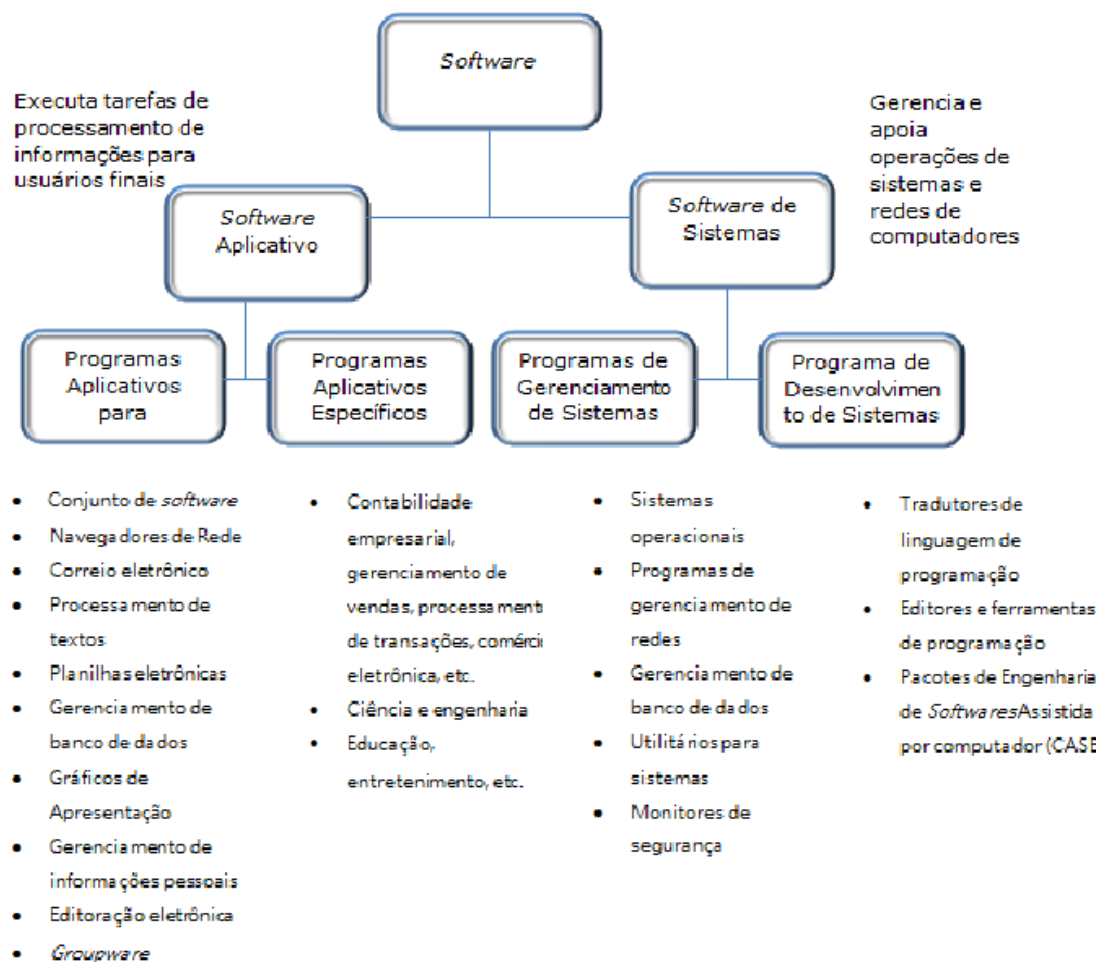 Software
Executa tarefas de
processamento de
informações para
usuários finais
Gerencia e
apoia
operações de
sistemas e
redes de
computadores
Software
Aplicativo
Software de
Sistemas
Programas
Aplicativos
para
Programas
Aplicativos
Específicos
Programas de
Gerenciamento
de Sistemas
Programa de
Desenvolvimen
to de Sistemas
• Conjunto de software
• Navegadores de Rede
• Correio eletrônico
• Processamento de
textos
• Planilhas eletrônicas
• Gerenciamento de
banco de dados
• Gráficos de
Apresentação
• Gerenciamento de
informações pessoais
• Editoração eletrônica
• Groupware
• Contabilidade
empresarial,
gerenciamento de
vendas, processament
de transações, comérci
eletrônica, etc.
• Ciência e engenharia
• Educação,
entretenimento, etc.
• Sistemas
operacionais
• Programas de
gerenciamento de
redes
• Gerenciamento de
banco de dados
• Utilitários para
sistemas
• Monitores de
segurança
• Tradutores de
linguagem de
programação
• Editores e ferramentas
de programação
• Pacotes de Engenharia
de SoftwaresAssistida
por computador (CASE